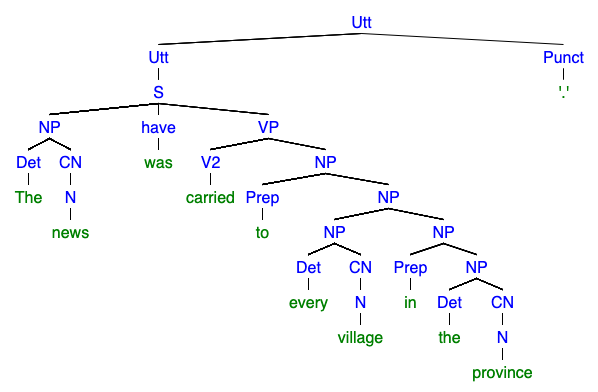 Utt
Utt Punct
S '.'
NP have VP
Det CN was V2 NP
The N carried Prep NP
news to NP NP
Det CN Prep NP
every N in Det CN
village the N
province